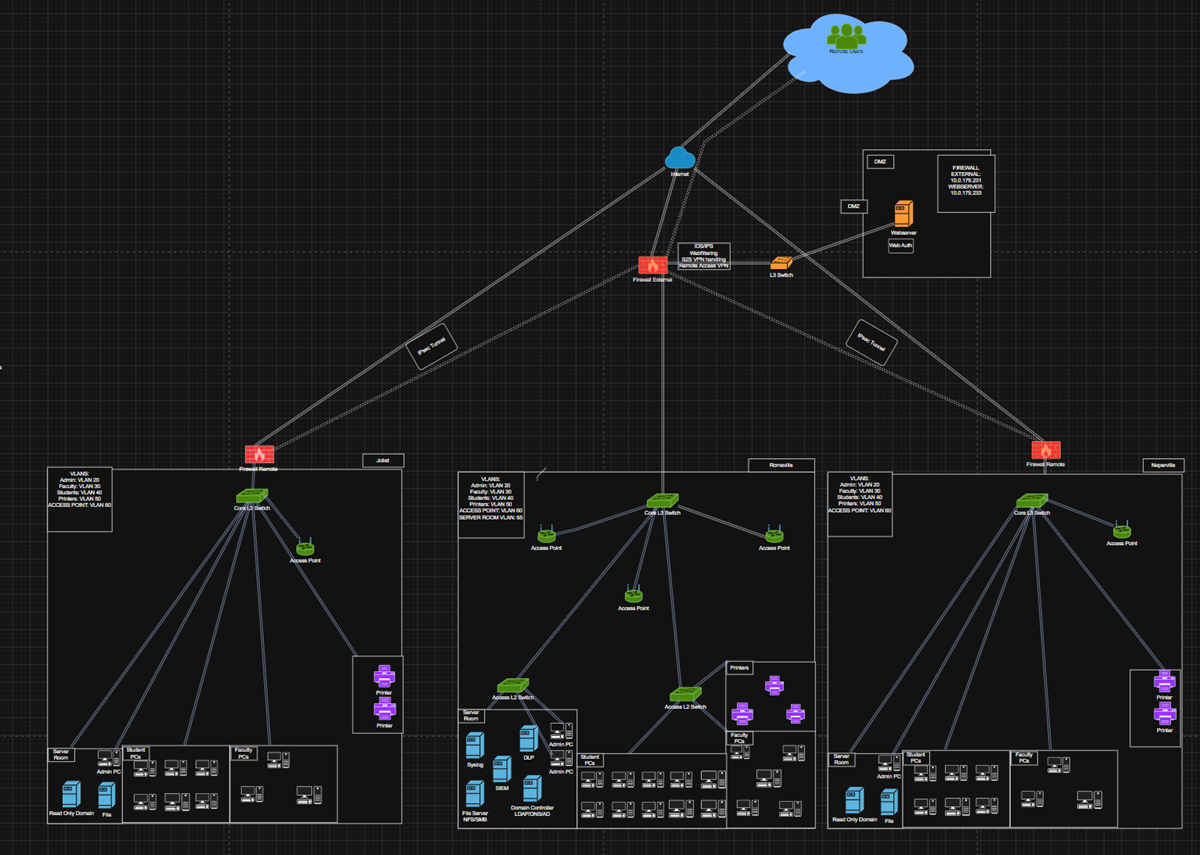 Remote Users
Internet
DMZ
FIREWALL
EXTERNAL:
10.0.179.231
WEBSERVER:
10.0.179.233
DMZ
Webserver
Web Auth
IDS/IPS
Webfiltering
S2S VPN handling
Remote Access VPN
L3 Switch
Firewall External
IPsec Tunnel
IPsec Tunnel
Joliet
Firewall Remote
VLANS:
Admin: VLAN 20
Faculty: VLAN 30
Students: VLAN 40
Printers: VLAN 50
ACCESS POINT: VLAN 60
Core L3 Switch
Access Point
Printer
Printer
Server
Room
Admin PC
Read Only Domain
File
Student
PCs
Faculty
PCs
Romeville
VLANS:
Admin: VLAN 20
Faculty: VLAN 30
Students: VLAN 40
Printers: VLAN 50
ACCESS POINT: VLAN 60
SERVER ROOM VLAN: 65
Core L3 Switch
Access Point
Access Point
Access Point
Access L2 Switch
Access L2 Switch
Server
Room
Syslog
DLP
Admin PC
Admin PC
SIEM
File Server
NFS/SMB
Domain Controller
LDAP/DNS/AD
Student
PCs
Printers
Faculty
PCs
Naperville
Firewall Remote
VLANS:
Admin: VLAN 20
Faculty: VLAN 30
Students: VLAN 40
Printers: VLAN 50
ACCESS POINT: VLAN 60
Core L3 Switch
Access Point
Printer
Printer
Server
Room
Admin PC
Read Only Domain
File
Student
PCs
Faculty
PCs